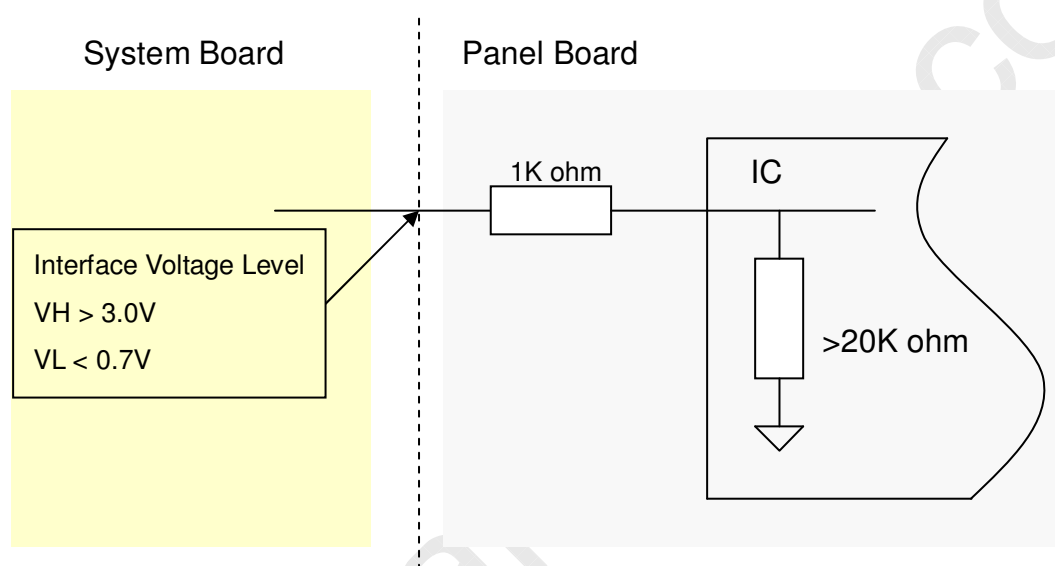 System Board
Panel Board
1K ohm
IC
Interface Voltage Level
VH > 3.0V
VL < 0.7V
>20K ohm